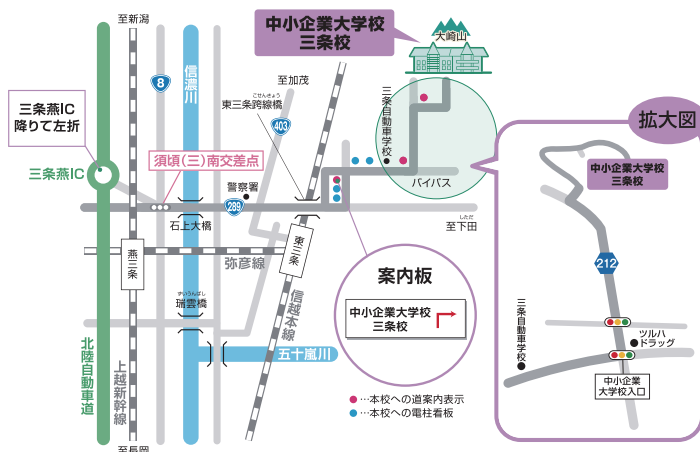 至新潟
中小企業大学校
三条校
大崎山
8
信濃川
至加茂
こせんきょう
東三条跨線橋
403
三条自動車学校
三条燕IC
降りて左折
須頃(三)南交差点
三条燕IC
警察署
289
バイパス
石上大橋
しただ
至下田
燕三条
弥彦線
東三条
ずいうんばし
瑞雲橋
信越本線
五十嵐川
北陸自動車道
上越新幹線
至長岡
案内板
中小企業大学校
三条校
●…本校への道案内表示
●…本校への電柱看板
拡大図
中小企業大学校
三条校
212
三条自動車学校
ツルハ
ドラッグ
中小企業
大学校入口